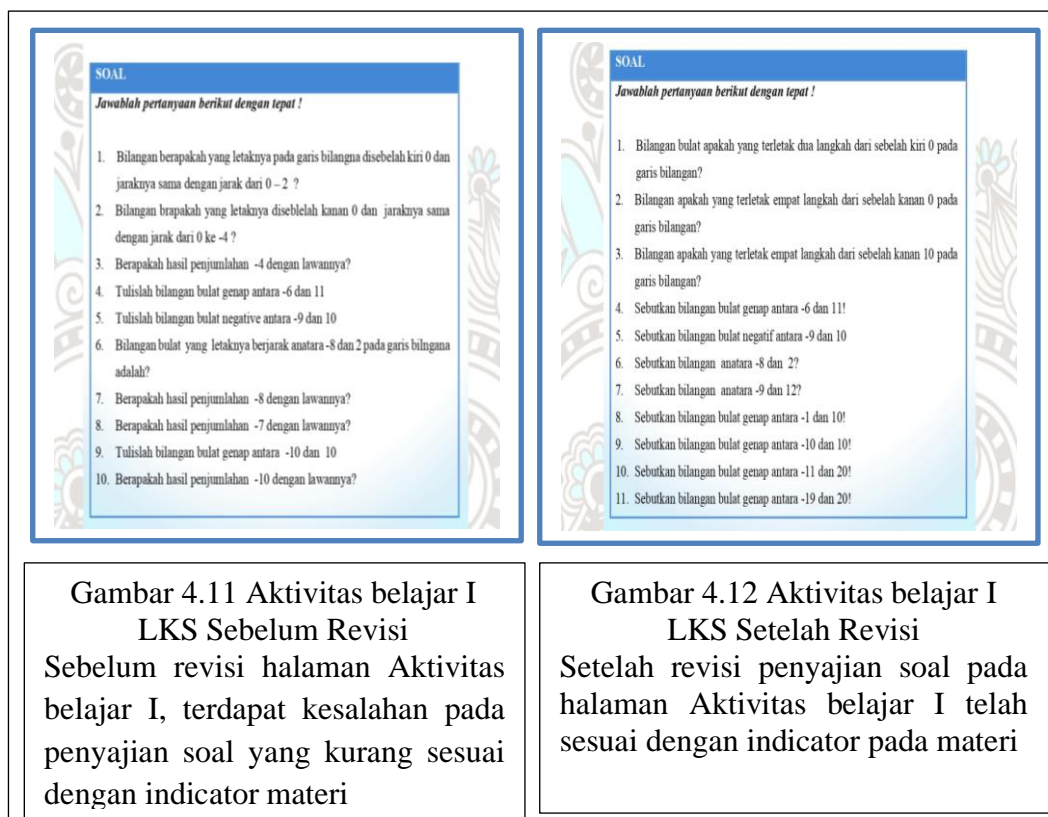 SOAL
Jawablah pertanyaan berikut dengan tepat !
1. Bilangan berapakah yang letaknya pada garis bilangna disebelah kiri 0 dan
jaraknya sama dengan jarak dari 0 – 2 ?
2. Bilangan brapakah yang letaknya diseblelah kanan 0 dan jaraknya sama
dengan jarak dari 0 ke -4 ?
3. Berapakah hasil penjumlahan -4 dengan lawannya?
4. Tulislah bilangan bulat genap antara -6 dan 11
5. Tulislah bilangan bulat negative antara -9 dan 10
6. Bilangan bulat yang letaknya berjarak anatara -8 dan 2 pada garis bilngana
adalah?
7. Berapakah hasil penjumlahan -8 dengan lawannya?
8. Berapakah hasil penjumlahan -7 dengan lawannya?
9. Tulislah bilangan bulat genap antara -10 dan 10
10. Berapakah hasil penjumlahan -10 dengan lawannya?
SOAL
Jawablah pertanyaan berikut dengan tepat !
1. Bilangan bulat apakah yang terletak dua langkah dari sebelah kiri 0 pada
garis bilangan?
2. Bilangan apakah yang terletak empat langkah dari sebelah kanan 0 pada
garis bilangan?
3. Bilangan apakah yang terletak empat langkah dari sebelah kanan 10 pada
garis bilangan?
4. Sebutkan bilangan bulat genap antara -6 dan 11!
5. Sebutkan bilangan bulat negatif antara -9 dan 10
6. Sebutkan bilangan anatara -8 dan 2?
7. Sebutkan bilangan anatara -9 dan 12?
8. Sebutkan bilangan bulat genap antara -1 dan 10!
9. Sebutkan bilangan bulat genap antara -10 dan 10!
10. Sebutkan bilangan bulat genap antara -11 dan 20!
11. Sebutkan bilangan bulat genap antara -19 dan 20!
Gambar 4.11 Aktivitas belajar I
LKS Sebelum Revisi
Sebelum revisi halaman Aktivitas
belajar I, terdapat kesalahan pada
penyajian soal yang kurang sesuai
dengan indicator materi
Gambar 4.12 Aktivitas belajar I
LKS Setelah Revisi
Setelah revisi penyajian soal pada
halaman Aktivitas belajar I telah
sesuai dengan indicator pada materi